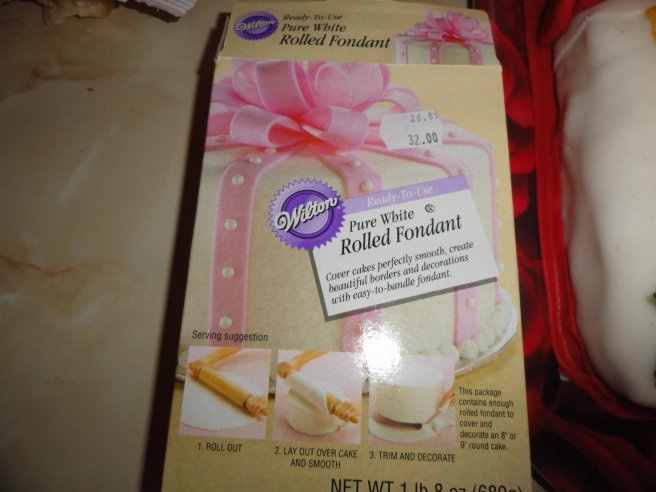 Wilton
Ready-To-Use
Pure White
Rolled Fondant
26.85
32.00
Wilton
Ready-To-Use
Pure White
Rolled Fondant
Cover cakes perfectly smooth, create
beautiful borders and decorations
with easy-to-handle fondant.
Serving suggestion
1. ROLL OUT
2. LAY OUT OVER CAKE
AND SMOOTH
3. TRIM AND DECORATE
This package
contains enough
rolled fondant to
cover and
decorate an 8" or
9" round cake.
NET WT 1 lb 8 oz (680g)